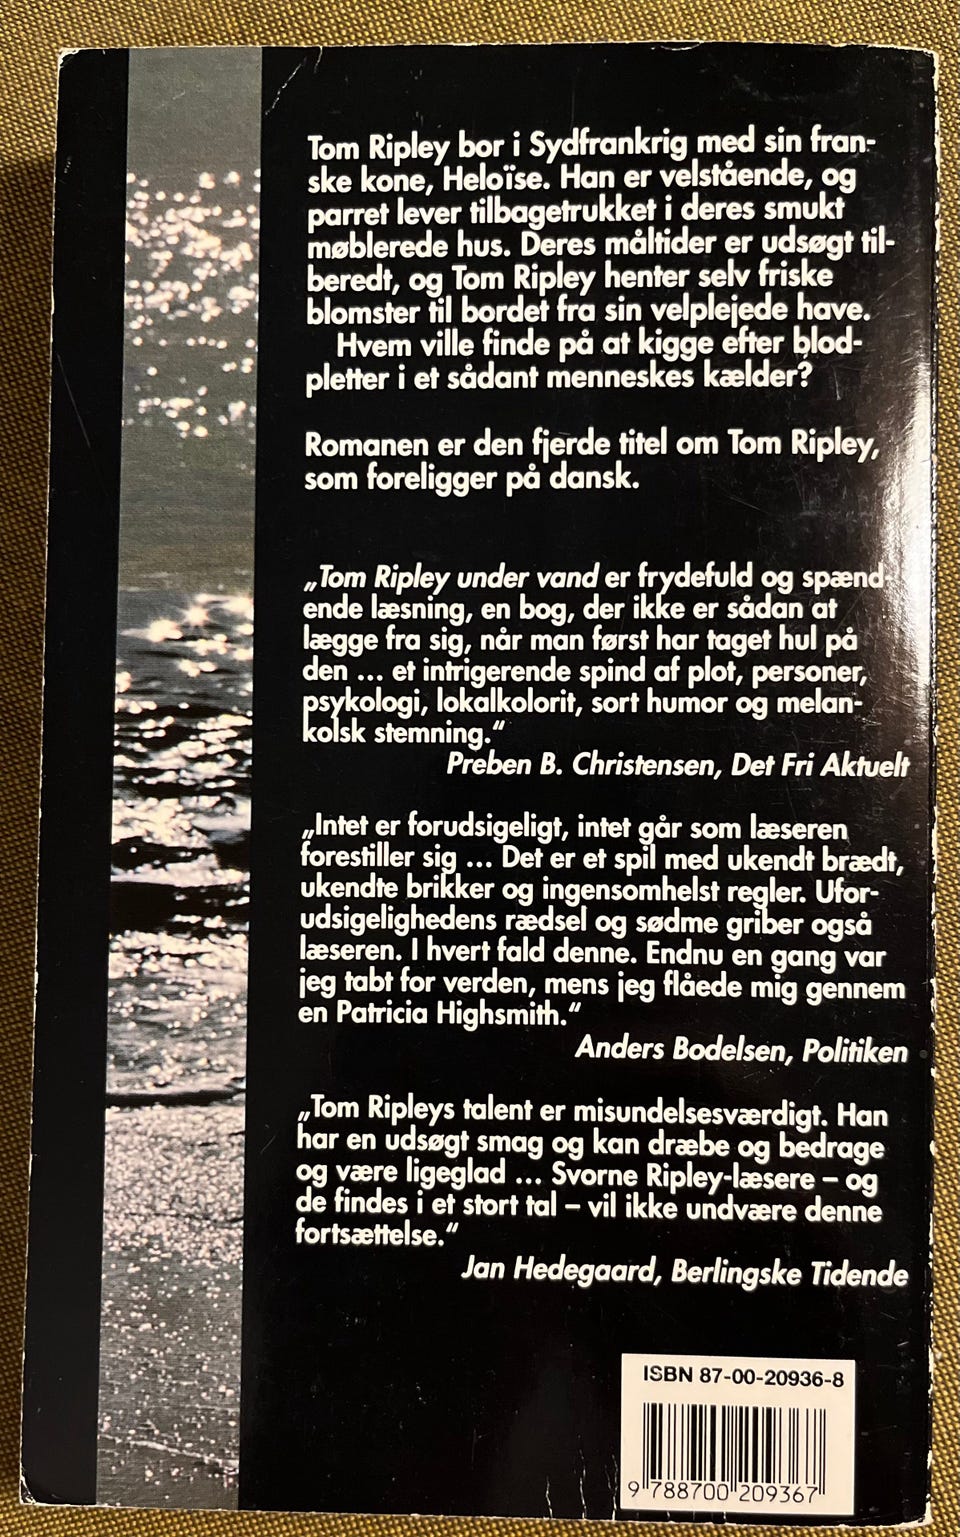 Tom Ripley bor i Sydfrankrig med sin fran-
ske kone, Heloïse. Han er velstående, og
parret lever tilbagetrukket i deres smukt
møblerede hus. Deres måltider er udsøgt til-
beredt, og Tom Ripley henter selv friske
blomster til bordet fra sin velplejede have.
Hvem ville finde på at kigge efter blod-
pletter i et sådant menneskes kælder?
Romanen er den fjerde titel om Tom Ripley,
som foreligger på dansk.
„Tom Ripley under vand er frydefuld og spænd-
ende læsning, en bog, der ikke er sådan at
lægge fra sig, når man først har taget hul på
den ... et intrigerende spind af plot, personer,
psykologi, lokalkolorit, sort humor og melan-
kolsk stemning.“
Preben B. Christensen, Det Fri Aktuelt
„Intet er forudsigeligt, intet går som læseren
forestiller sig ... Det er et spil med ukendt brædt,
ukendte brikker og ingensomhelst regler. Ufor-
udsigelighedens rædsel og sødme griber også
læseren. I hvert fald denne. Endnu en gang var
jeg tabt for verden, mens jeg flåede mig gennem
en Patricia Highsmith.“
Anders Bodelsen, Politiken
„Tom Ripleys talent er misundelsesværdigt. Han
har en udsøgt smag og kan dræbe og bedrage
og være ligeglad ... Svorne Ripley-læsere – og
de findes i et stort tal – vil ikke undvære denne
fortsættelse.“
Jan Hedegaard, Berlingske Tidende
ISBN 87-00-20936-8
9 788700 209367